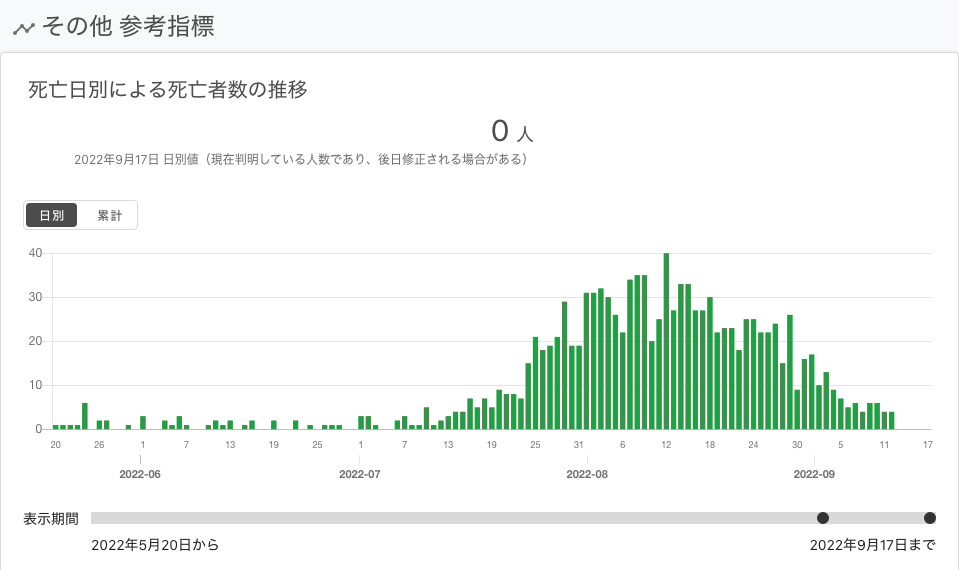 その他 参考指標
死亡日別による死亡者数の推移
0 人
2022年9月17日 日別値（現在判明している人数であり、後日修正される場合がある）
日別 累計
40
30
20
10
0
20 26 1 7 13 19 25 1 7 13 19 25 31 6 12 18 24 30 5 11 17
2022-06 2022-07 2022-08 2022-09
表示期間
2022年5月20日から 2022年9月17日まで